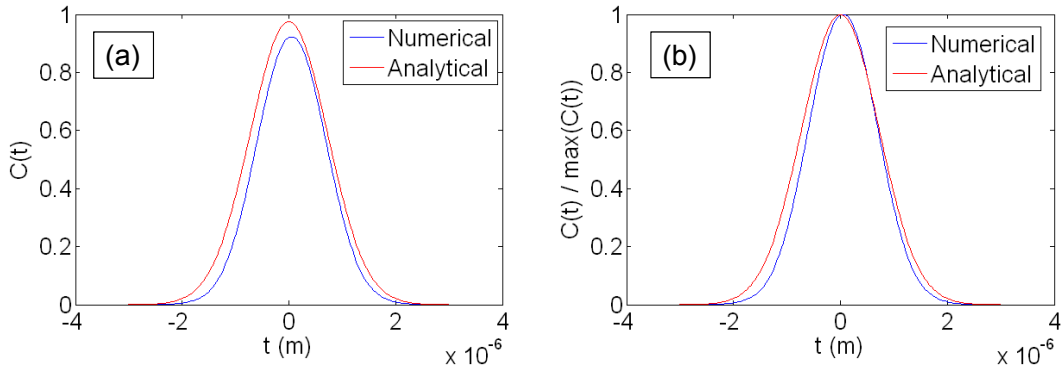 (a)
Numerical
Analytical
C(t)
1
0.8
0.6
0.4
0.2
0
-4
-2
0
2
4
t (m)
x 10^-6
(b)
Numerical
Analytical
C(t) / max(C(t))
1
0.8
0.6
0.4
0.2
0
-4
-2
0
2
4
t (m)
x 10^-6